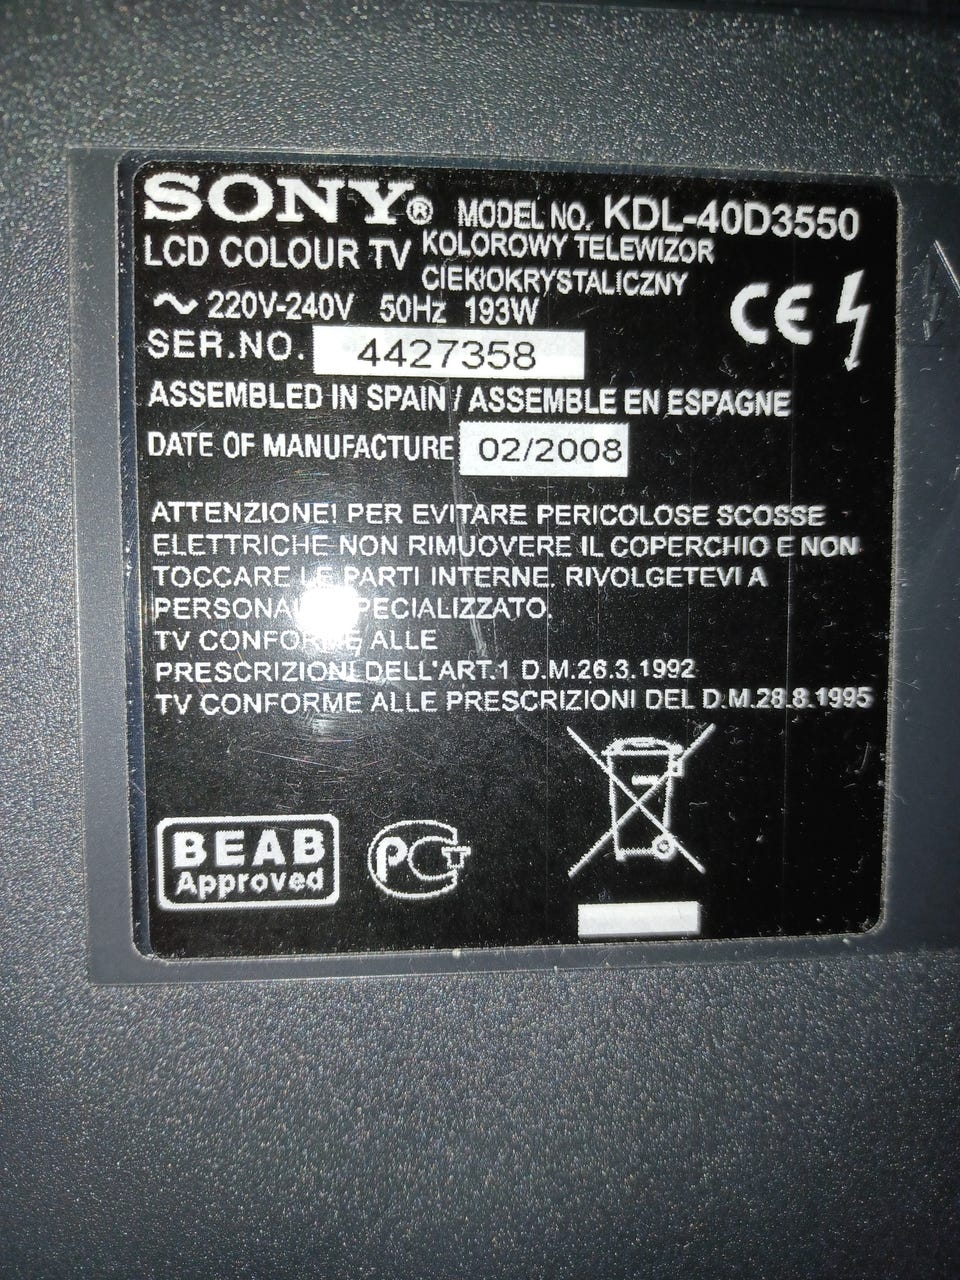 SONY® MODEL NO. KDL-40D3550
LCD COLOUR TV KOLOROWY TELEWIZOR
CIEKŁOKRYSTALICZNY
220V-240V 50Hz 193W
CE
SER.NO. 4427358
ASSEMBLED IN SPAIN / ASSEMBLE EN ESPAGNE
DATE OF MANUFACTURE 02/2008
ATTENZIONE! PER EVITARE PERICOLOSE SCOSSE
ELETTRICHE NON RIMUOVERE IL COPERCHIO E NON
TOCCARE LE PARTI INTERNE. RIVOLGETEVI A
PERSONALE SPECIALIZZATO.
TV CONFORME ALLE
PRESCRIZIONI DELL'ART.1 D.M.26.3.1992
TV CONFORME ALLE PRESCRIZIONI DEL D.M.28.8.1995
BEAB
Approved
PCT